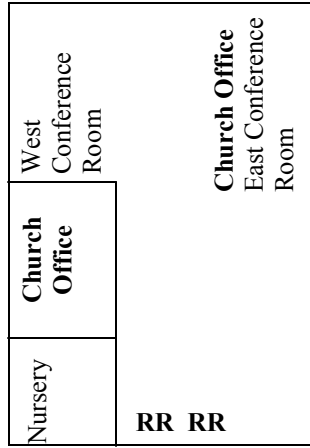 West
Conference
Room
Church Office
East Conference
Room
Church
Office
Nursery
RR RR